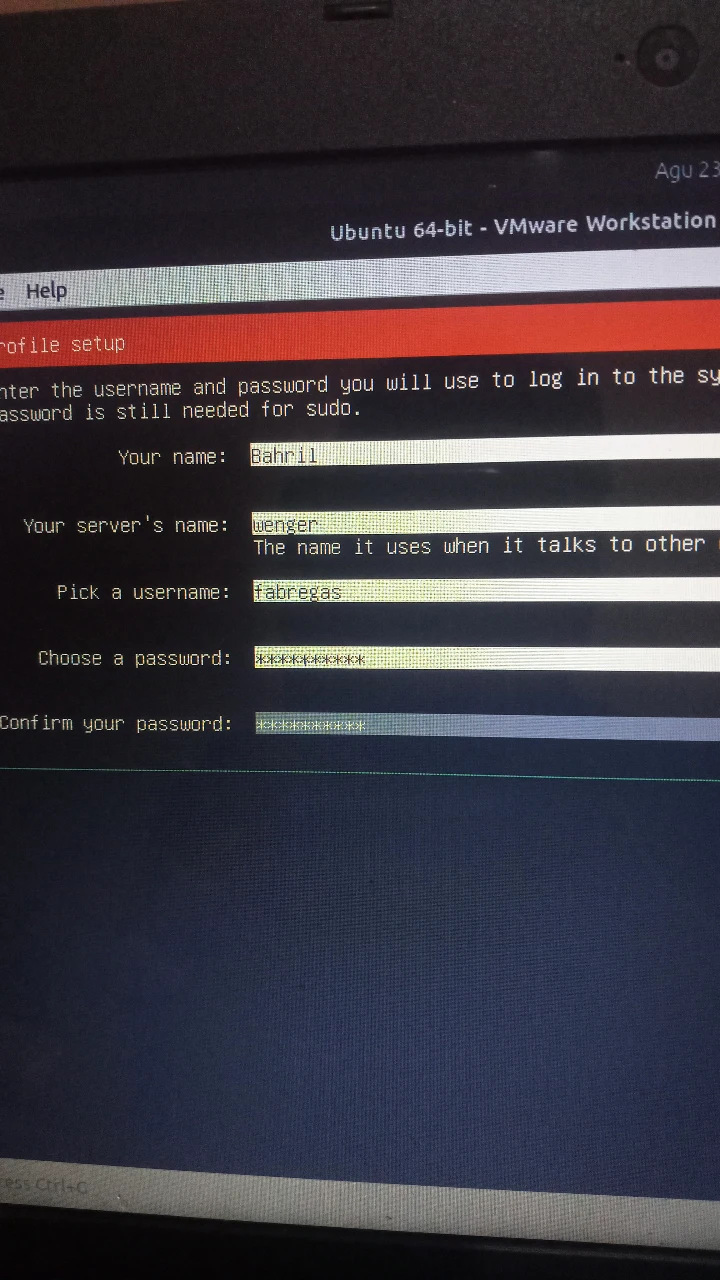 Agu 23
Ubuntu 64-bit - VMware Workstation
e Help
rofile setup
nter the username and password you will use to log in to the sy
assword is still needed for sudo.
Your name: Bahril
Your server's name: wenger
The name it uses when it talks to other
Pick a username: fabregas
Choose a password: **********
Confirm your password: **********
ess Ctrl+G